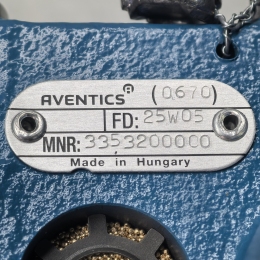 AVENTICS® (0670)
FD: 25W05
MNR: 3353200000
Made in Hungary